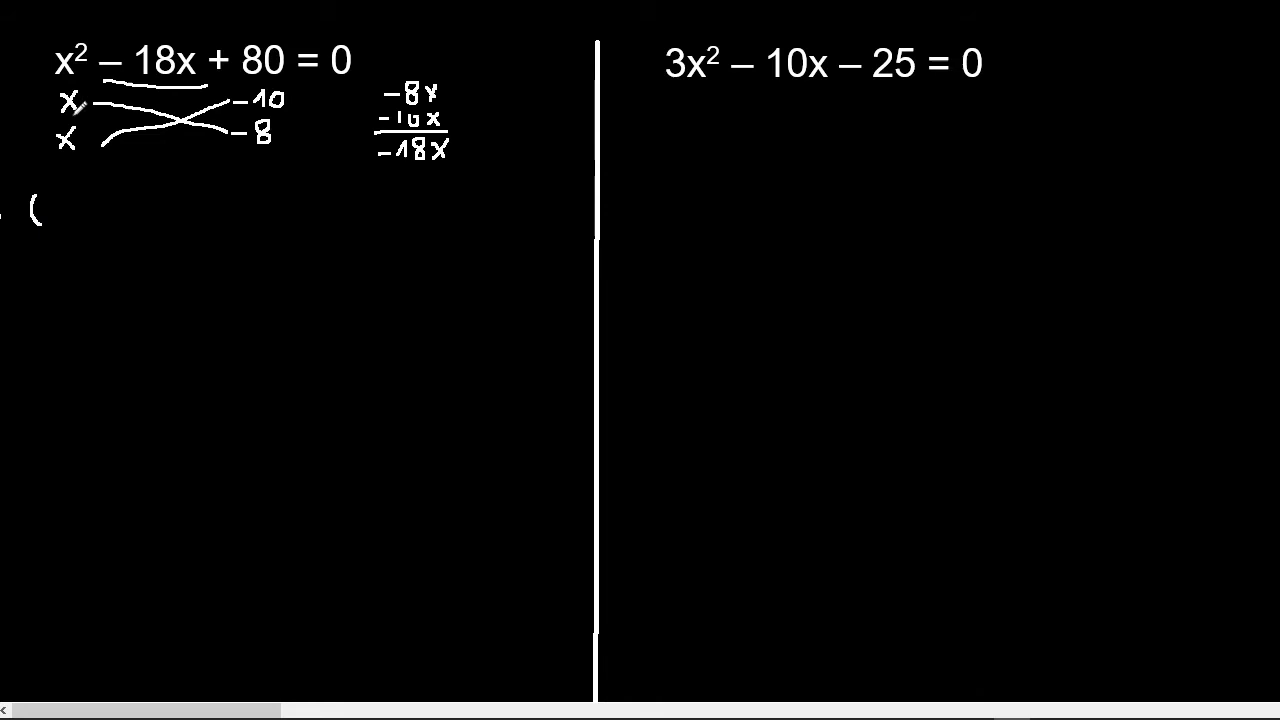 x² – 18x + 80 = 0
x -10
x -8
-8x
-10x
-18x
(
3x² – 10x – 25 = 0